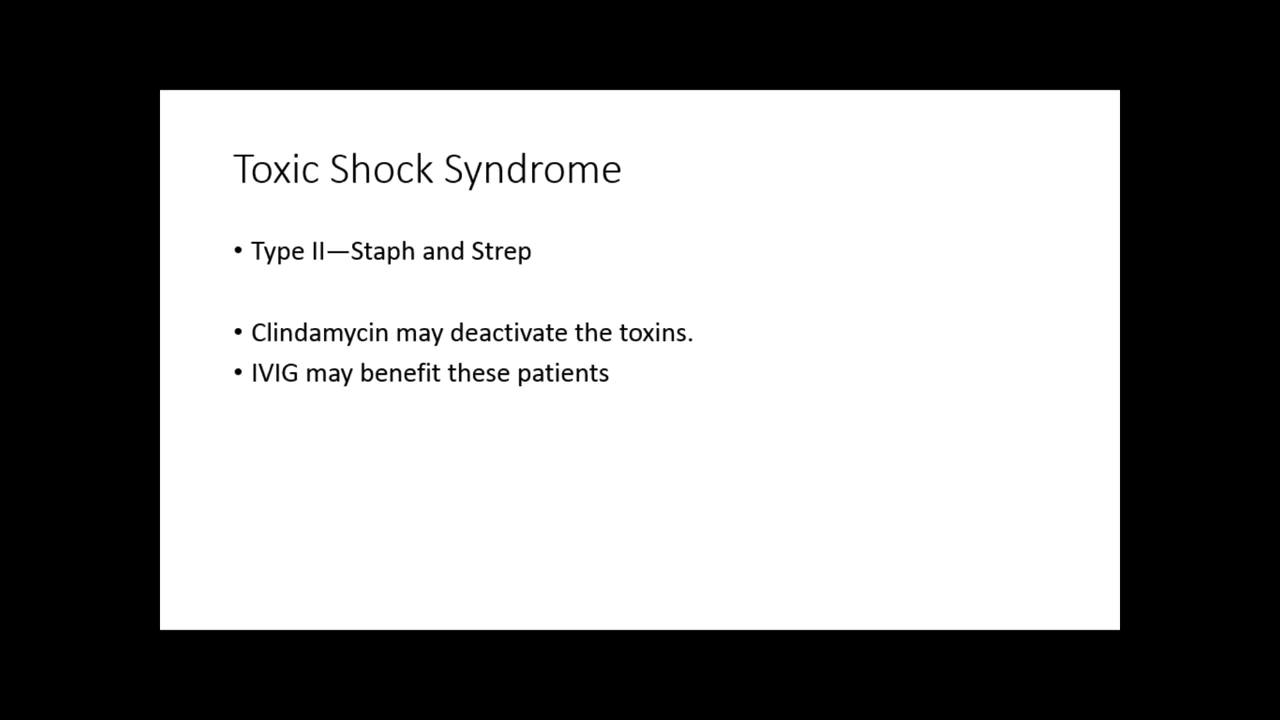 Toxic Shock Syndrome
• Type II—Staph and Strep
• Clindamycin may deactivate the toxins.
• IVIG may benefit these patients